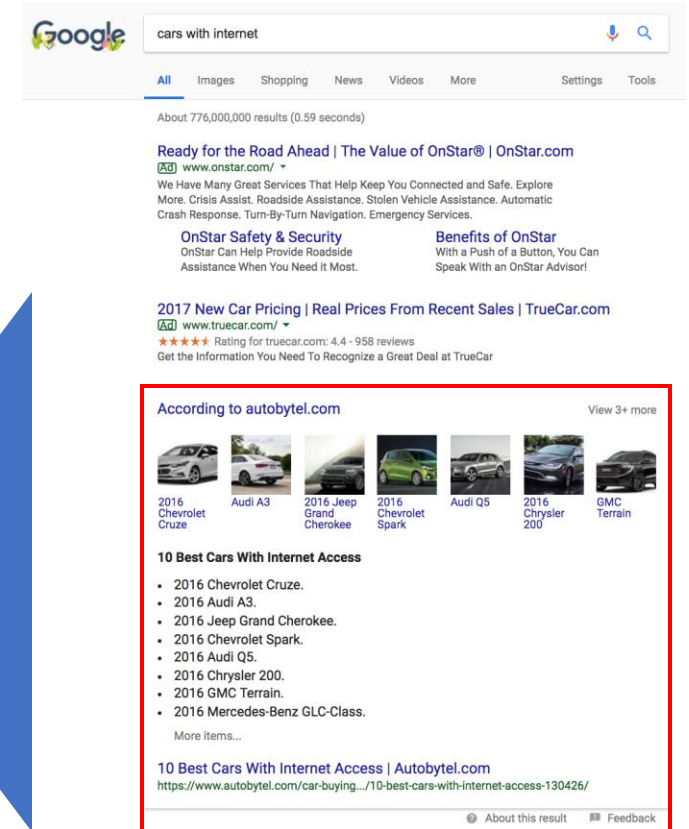 Google
cars with internet
All Images Shopping News Videos More Settings Tools
About 776,000,000 results (0.59 seconds)
Ready for the Road Ahead | The Value of OnStar® | OnStar.com
Ad www.onstar.com/
We Have Many Great Services That Help Keep You Connected and Safe. Explore
More. Crisis Assist. Roadside Assistance. Stolen Vehicle Assistance. Automatic
Crash Response. Turn-By-Turn Navigation. Emergency Services.
OnStar Safety & Security
OnStar Can Help Provide Roadside
Assistance When You Need it Most.
Benefits of OnStar
With a Push of a Button, You Can
Speak With an OnStar Advisor!
2017 New Car Pricing | Real Prices From Recent Sales | TrueCar.com
Ad www.truecar.com/
Rating for truecar.com: 4.4 - 958 reviews
Get the Information You Need To Recognize a Great Deal at TrueCar
According to autobytel.com View 3+ more
2016
Chevrolet
Cruze
Audi A3
2016 Jeep
Grand
Cherokee
2016
Chevrolet
Spark
Audi Q5
2016
Chrysler
200
GMC
Terrain
10 Best Cars With Internet Access
• 2016 Chevrolet Cruze.
• 2016 Audi A3.
• 2016 Jeep Grand Cherokee.
• 2016 Chevrolet Spark.
• 2016 Audi Q5.
• 2016 Chrysler 200.
• 2016 GMC Terrain.
• 2016 Mercedes-Benz GLC-Class.
More items...
10 Best Cars With Internet Access | Autobytel.com
https://www.autobytel.com/car-buying.../10-best-cars-with-internet-access-130426/
About this result Feedback